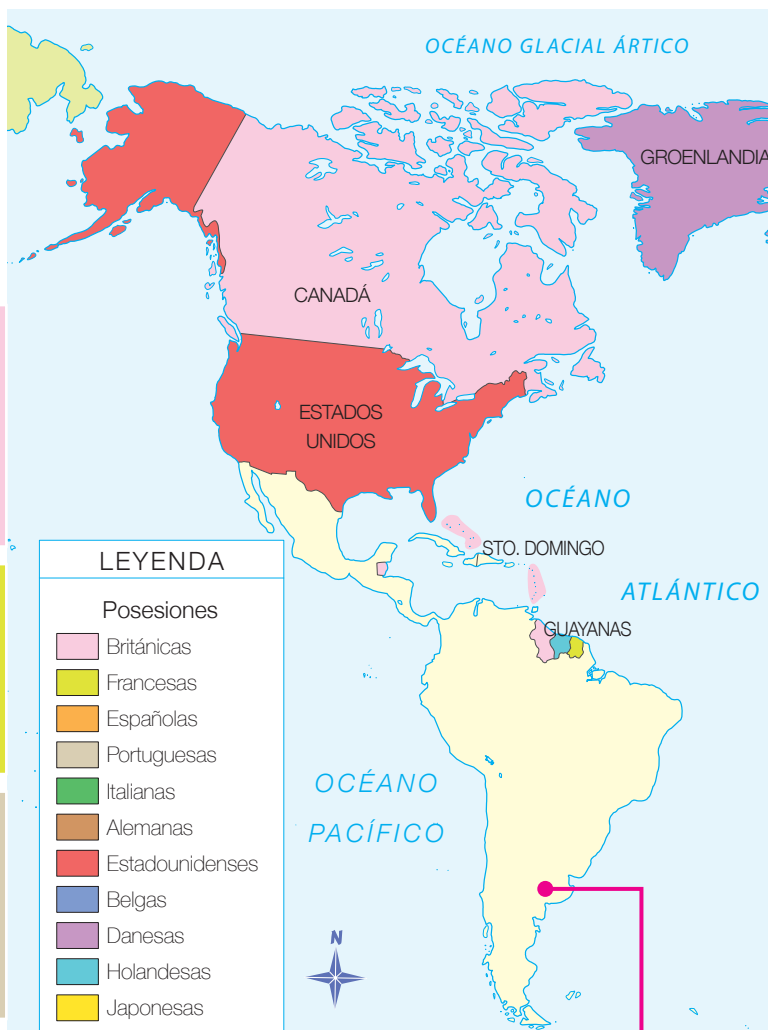 OCÉANO GLACIAL ÁRTICO
GROENLANDIA
CANADÁ
ESTADOS
UNIDOS
OCÉANO
ATLÁNTICO
STO. DOMINGO
GUAYANAS
OCÉANO
PACÍFICO
N
LEYENDA
Posesiones
Británicas
Francesas
Españolas
Portuguesas
Italianas
Alemanas
Estadounidenses
Belgas
Danesas
Holandesas
Japonesas